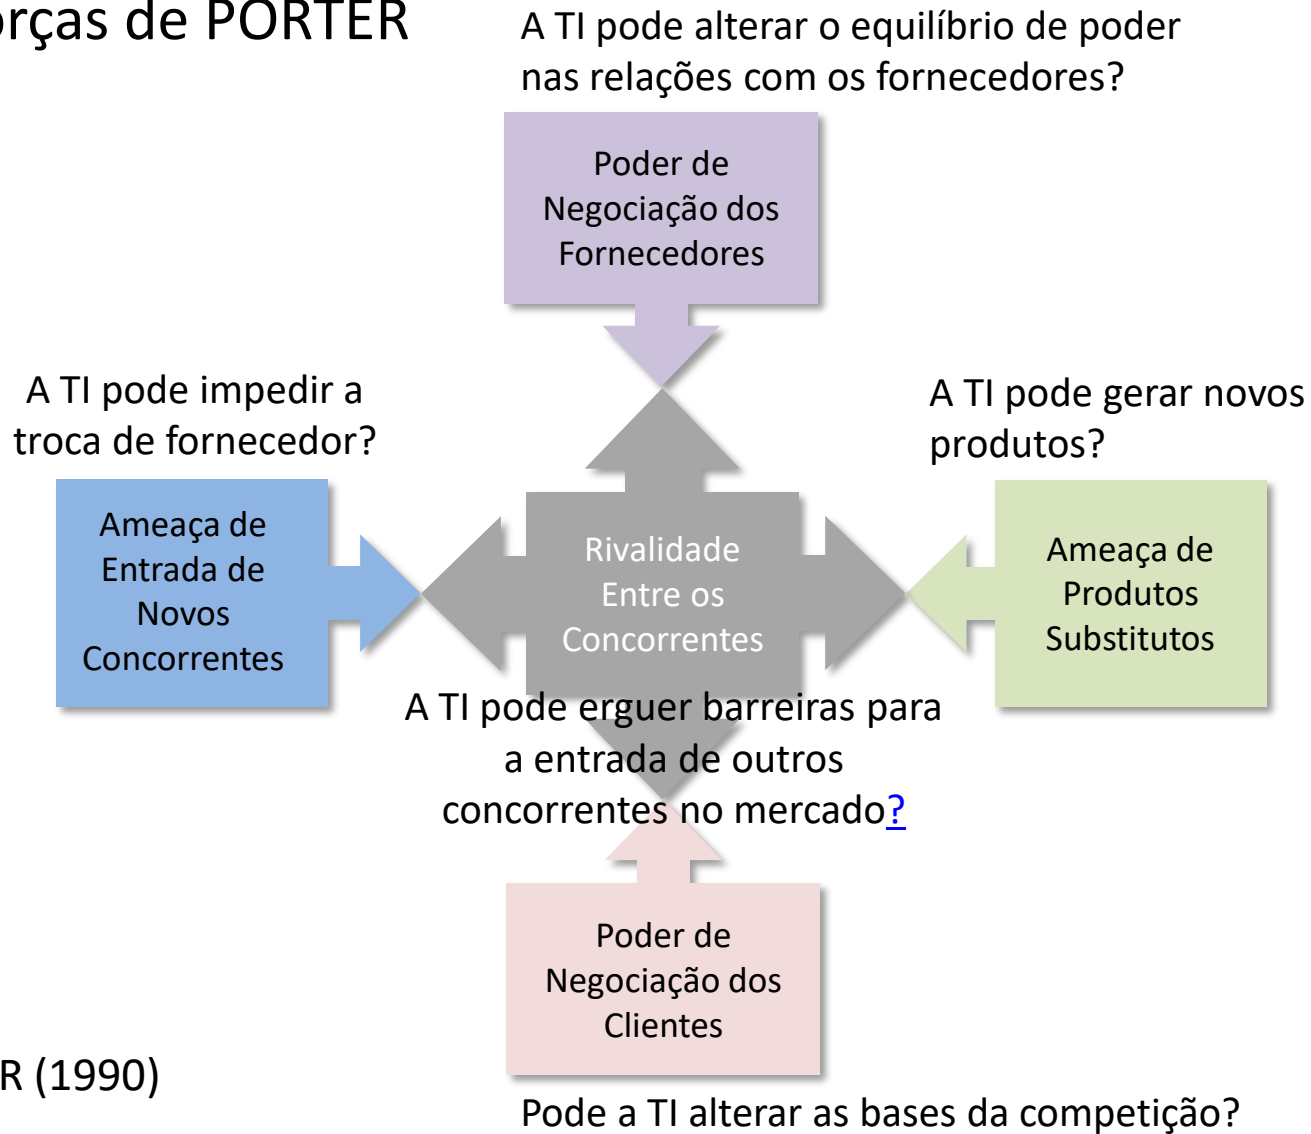 orças de PORTER
A TI pode alterar o equilíbrio de poder
nas relações com os fornecedores?
Poder de
Negociação dos
Fornecedores
A TI pode impedir a
troca de fornecedor?
A TI pode gerar novos
produtos?
Ameaça de
Entrada de
Novos
Concorrentes
Rivalidade
Entre os
Concorrentes
Ameaça de
Produtos
Substitutos
A TI pode erguer barreiras para
a entrada de outros
concorrentes no mercado?
Poder de
Negociação dos
Clientes
R (1990)
Pode a TI alterar as bases da competição?